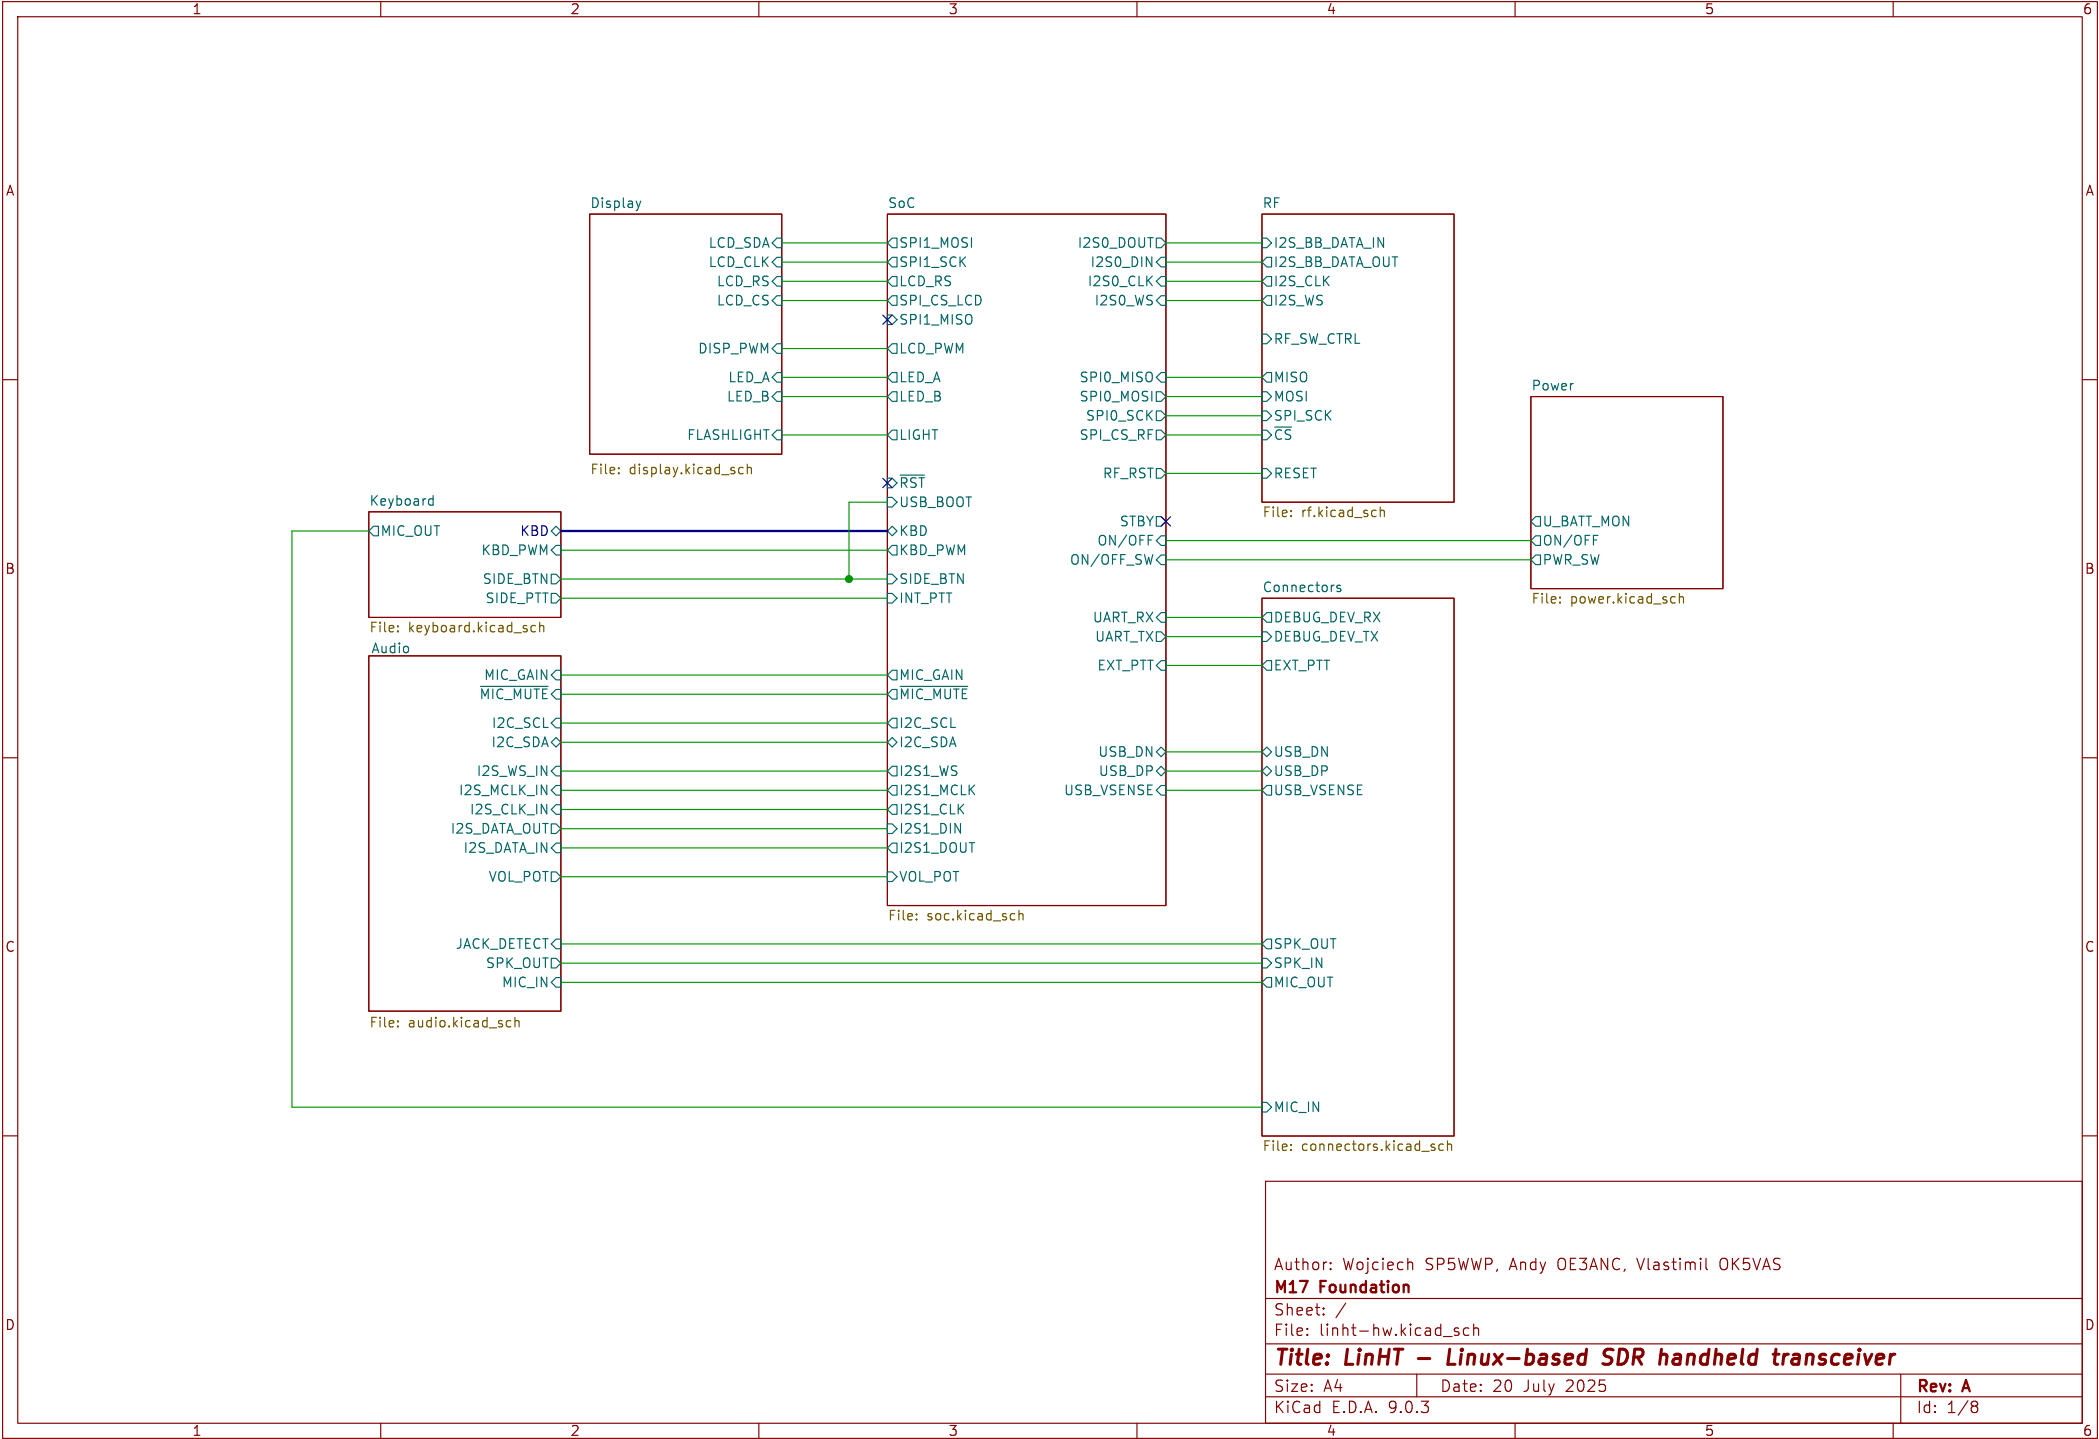 1 2 3 4 5 6
A
B
C
D
A
B
C
D
Display
LCD_SDA
LCD_CLK
LCD_RS
LCD_CS
DISP_PWM
LED_A
LED_B
FLASHLIGHT
File: display.kicad_sch
Keyboard
MIC_OUT
KBD
KBD_PWM
SIDE_BTN
SIDE_PTT
File: keyboard.kicad_sch
Audio
MIC_GAIN
MIC_MUTE
I2C_SCL
I2C_SDA
I2S_WS_IN
I2S_MCLK_IN
I2S_CLK_IN
I2S_DATA_OUT
I2S_DATA_IN
VOL_POT
JACK_DETECT
SPK_OUT
MIC_IN
File: audio.kicad_sch
SoC
SPI1_MOSI
SPI1_SCK
LCD_RS
SPI_CS_LCD
SPI1_MISO
LCD_PWM
LED_A
LED_B
LIGHT
RST
USB_BOOT
KBD
KBD_PWM
SIDE_BTN
INT_PTT
MIC_GAIN
MIC_MUTE
I2C_SCL
I2C_SDA
I2S1_WS
I2S1_MCLK
I2S1_CLK
I2S1_DIN
I2S1_DOUT
VOL_POT
I2S0_DOUT
I2S0_DIN
I2S0_CLK
I2S0_WS
SPI0_MISO
SPI0_MOSI
SPI0_SCK
SPI_CS_RF
RF_RST
STBY
ON/OFF
ON/OFF_SW
UART_RX
UART_TX
EXT_PTT
USB_DN
USB_DP
USB_VSENSE
File: soc.kicad_sch
RF
I2S_BB_DATA_IN
I2S_BB_DATA_OUT
I2S_CLK
I2S_WS
RF_SW_CTRL
MISO
MOSI
SPI_SCK
CS
RESET
File: rf.kicad_sch
Power
U_BATT_MON
ON/OFF
PWR_SW
File: power.kicad_sch
Connectors
DEBUG_DEV_RX
DEBUG_DEV_TX
EXT_PTT
USB_DN
USB_DP
USB_VSENSE
SPK_OUT
SPK_IN
MIC_OUT
MIC_IN
File: connectors.kicad_sch
Author: Wojciech SP5WWP, Andy OE3ANC, Vlastimil OK5VAS
M17 Foundation
Sheet: /
File: linht-hw.kicad_sch
Title: LinHT - Linux-based SDR handheld transceiver
Size: A4 Date: 20 July 2025 Rev: A
KiCad E.D.A. 9.0.3 Id: 1/8
1 2 3 4 5 6